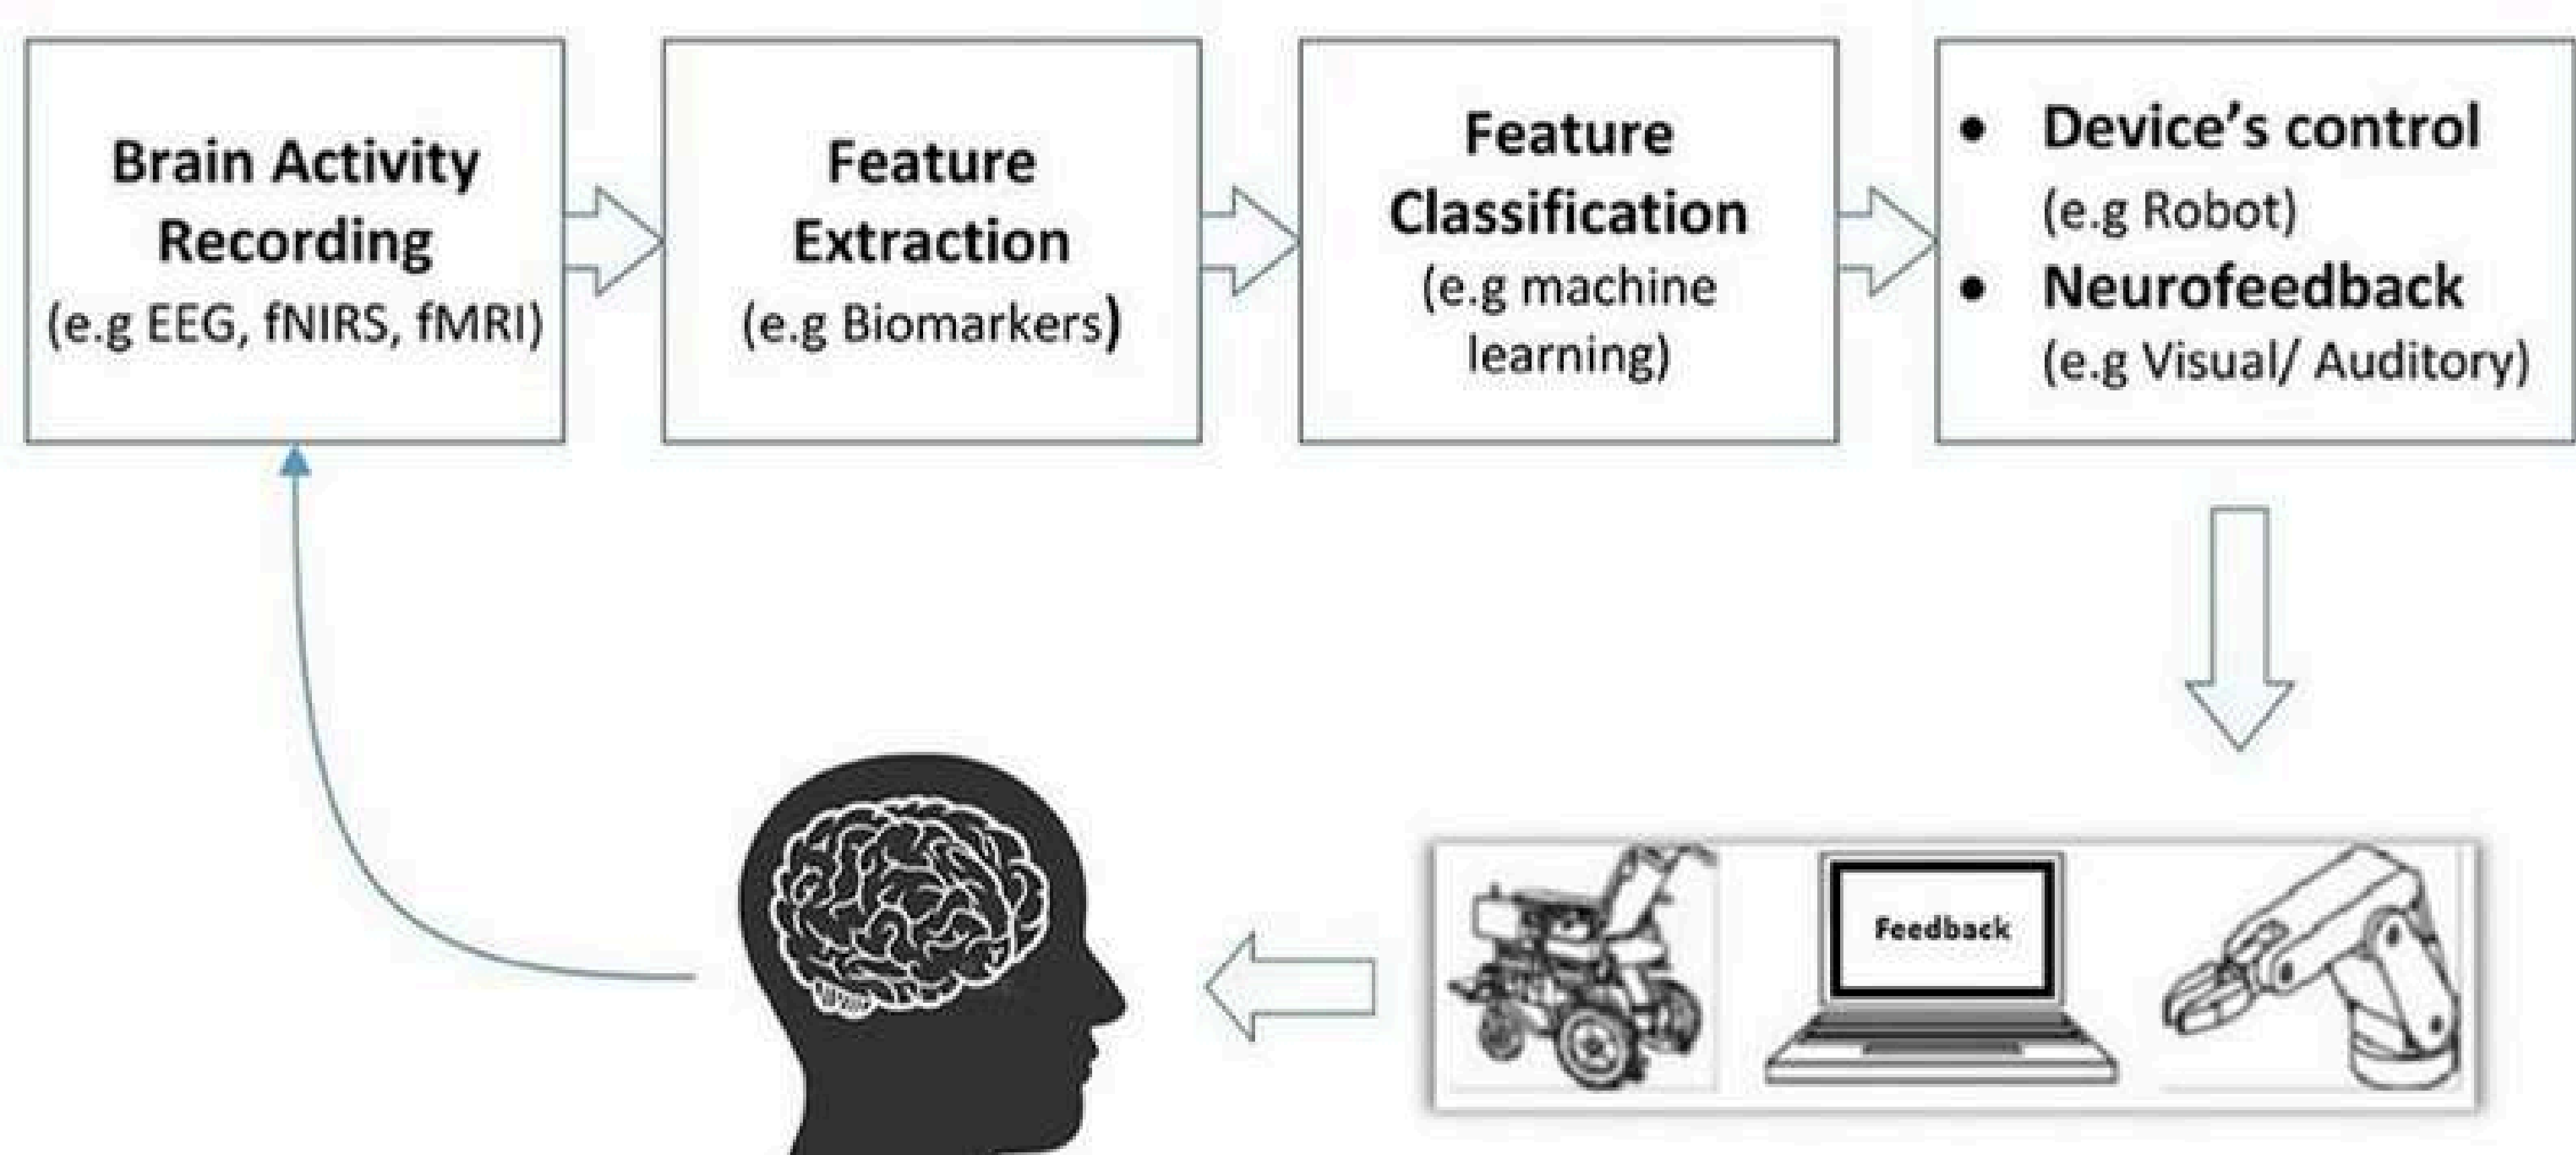 Brain Activity
Recording
(e.g EEG, fNIRS, fMRI)
Feature
Extraction
(e.g Biomarkers)
Feature
Classification
(e.g machine
learning)
• Device's control
(e.g Robot)
• Neurofeedback
(e.g Visual/ Auditory)
Feedback